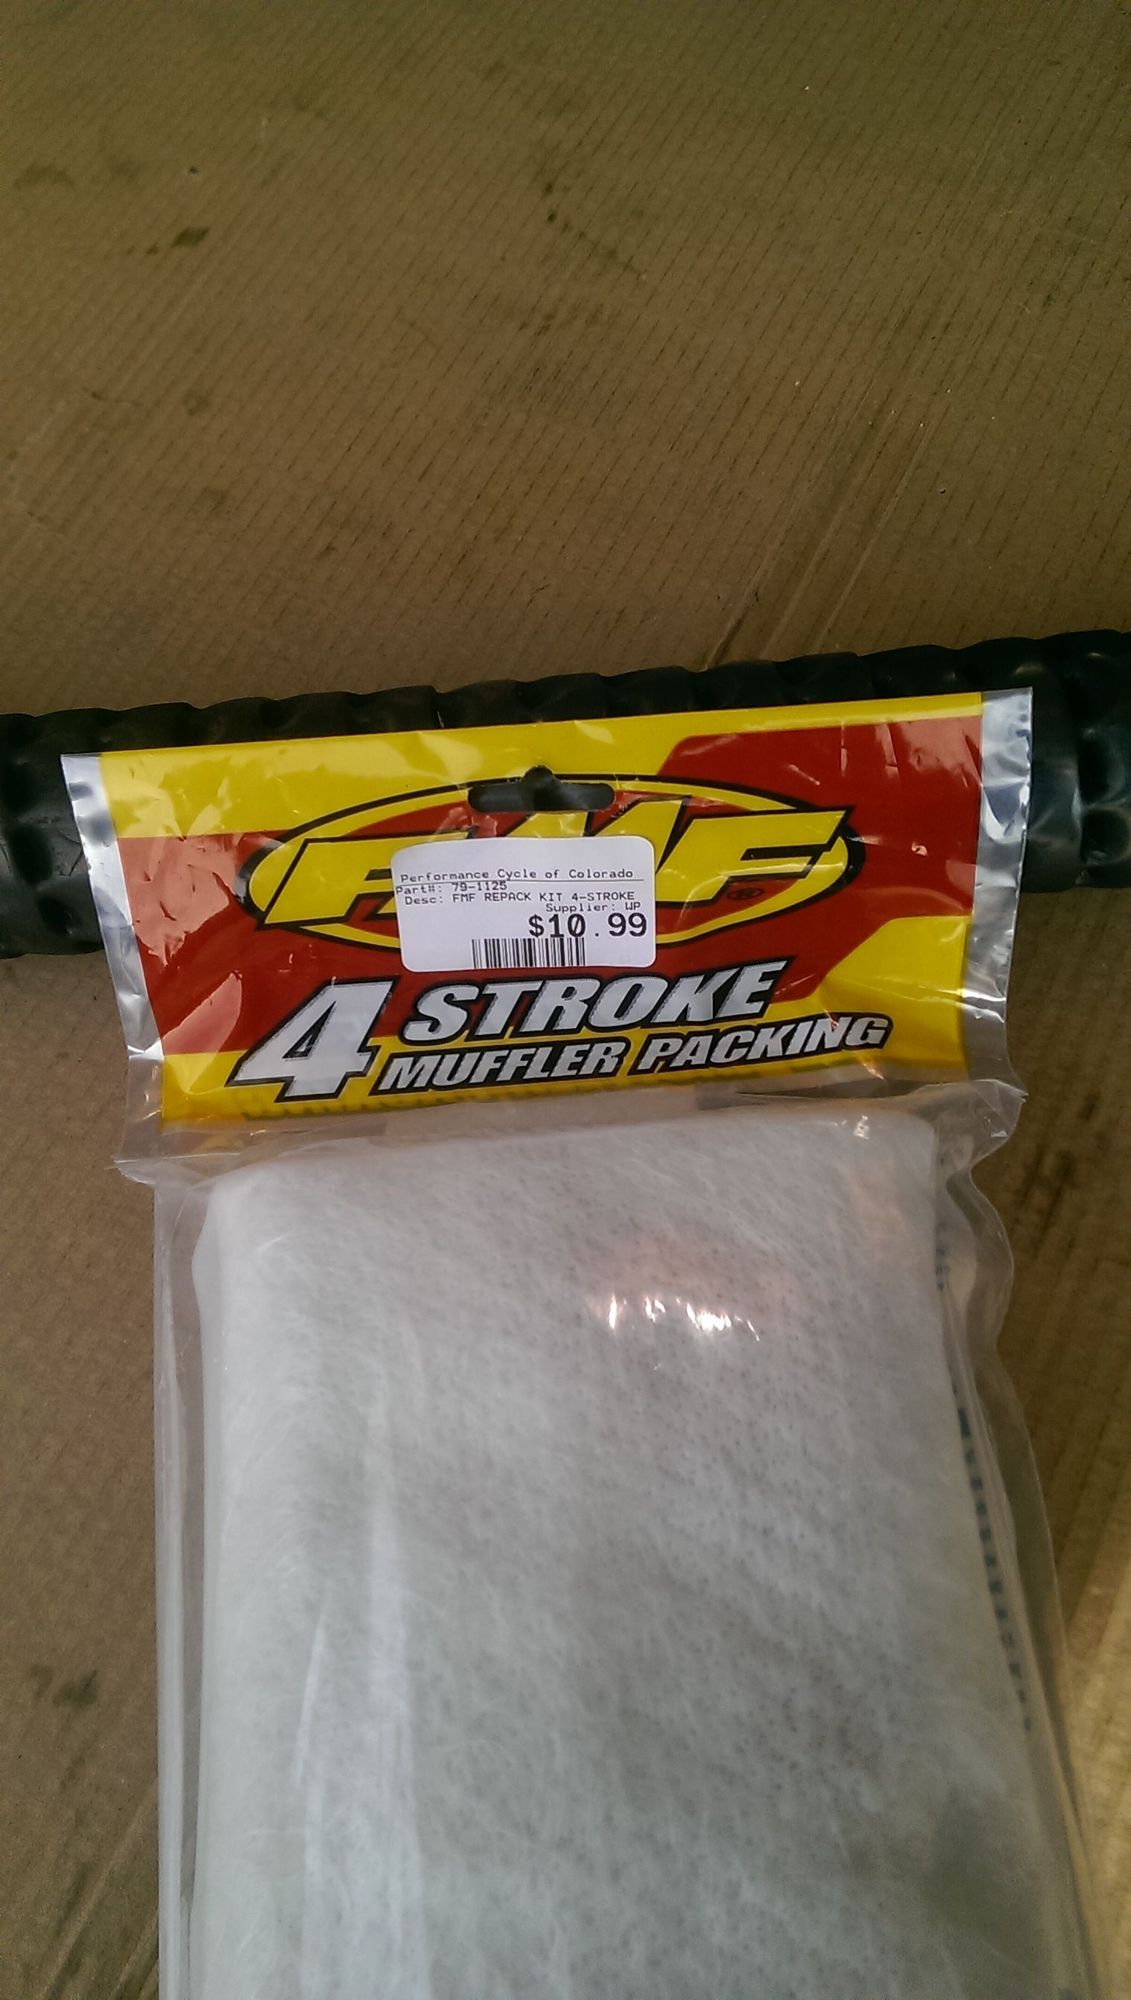 FMF
Performance Cycle of Colorado
Part#: 79-1125
Desc: FMF REPACK KIT 4-STROKE
Supplier: WP
$10.99
4 STROKE
MUFFLER PACKING